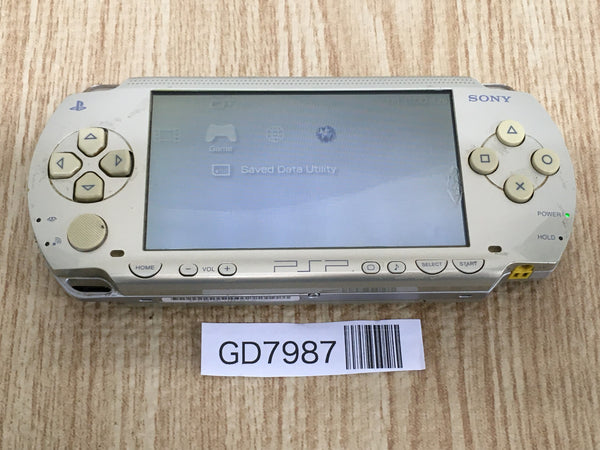 SONY
Game
Saved Data Utility
POWER
HOLD
HOME
VOL
PSP
SELECT
START
GD7987